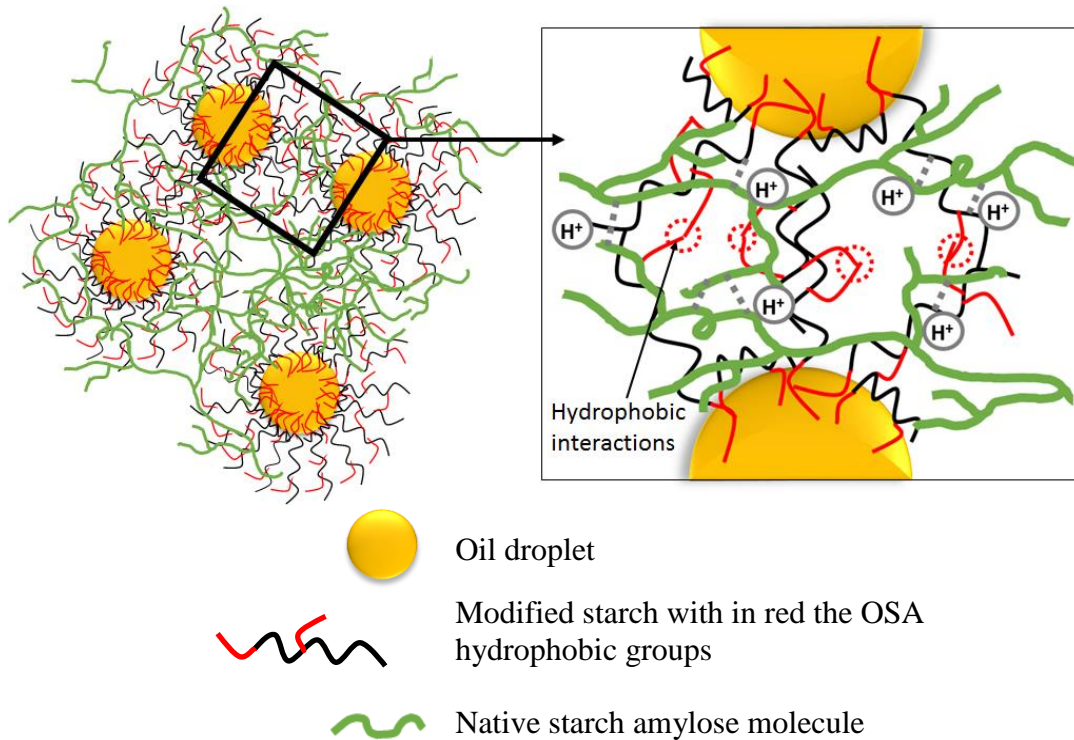 H⁺
H⁺
H⁺
H⁺
H⁺
H⁺
Hydrophobic
interactions
Oil droplet
Modified starch with in red the OSA
hydrophobic groups
Native starch amylose molecule